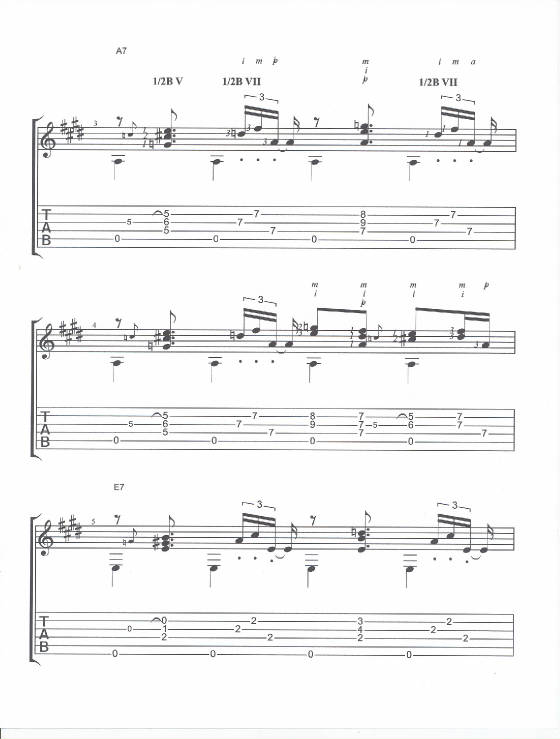 A7
i m p m i m a
i
p
1/2B V 1/2B VII 1/2B VII
3 3
3
T 5 7 8 7
5 6 7 9 7
A 5 7 7 7
B 0 0 0 0
m m m m p
i i i i
p
3
4
T 5 7 8 7 5 7
5 6 7 9 7 5 6 7
A 5 7 7
B 0 0 0 0
E7
3 3
5
T 0 2 3 2
0 1 2 4 2
A 2 2 2 2
B
0 0 0 0